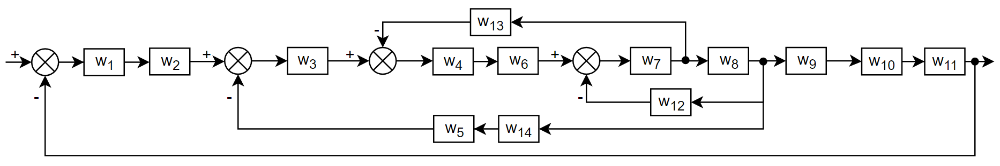 w13
-
+ w1 w2 + w3 + w4 w6 + w7 w8 w9 w10 w11
- - - w12
w5 w14